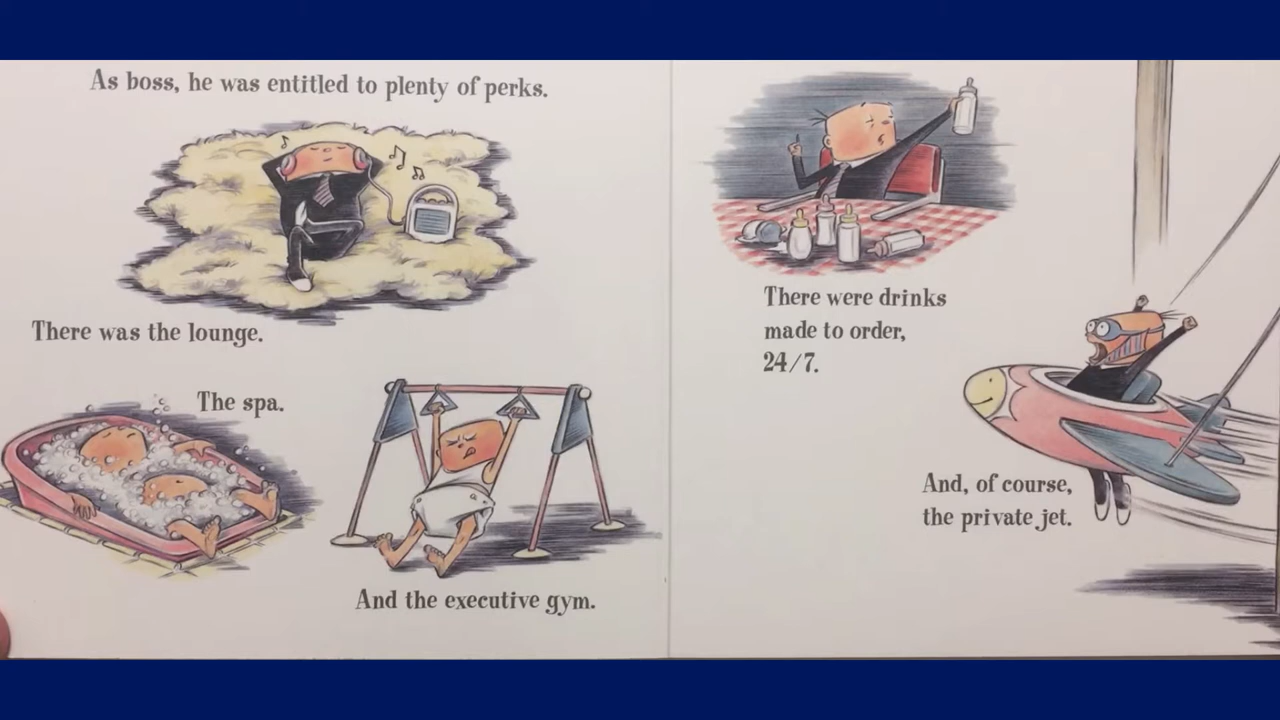 As boss, he was entitled to plenty of perks.
There was the lounge.
The spa.
And the executive gym.
There were drinks
made to order,
24/7.
And, of course,
the private jet.